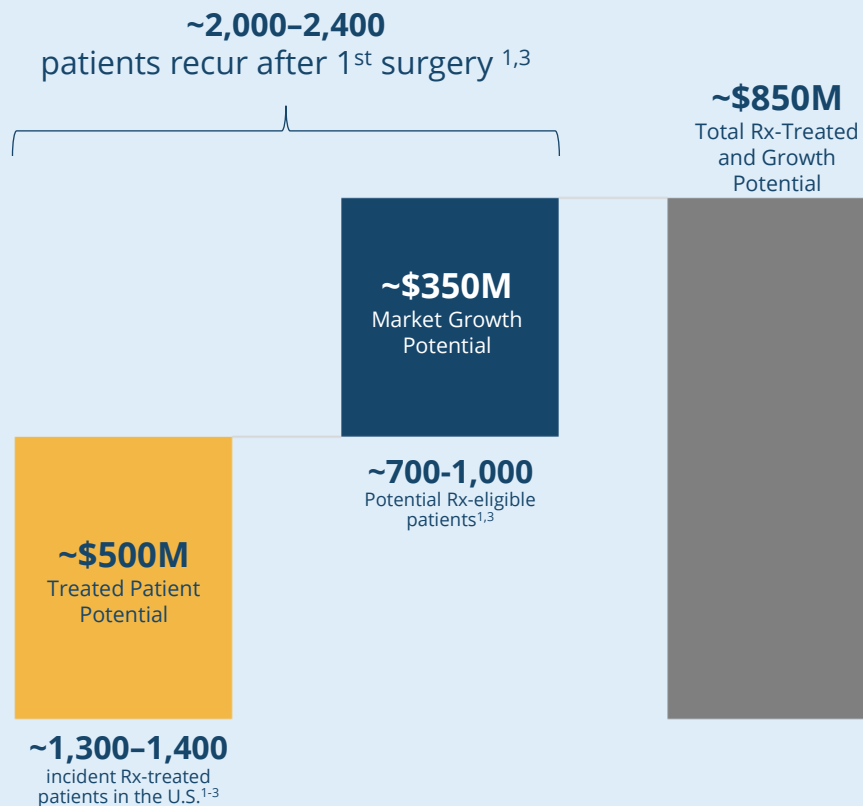 ~2,000–2,400
patients recur after 1st surgery 1,3
~$850M
Total Rx-Treated
and Growth
Potential
~$350M
Market Growth
Potential
~700-1,000
Potential Rx-eligible
patients1,3
~$500M
Treated Patient
Potential
~1,300–1,400
incident Rx-treated
patients in the U.S.1-3